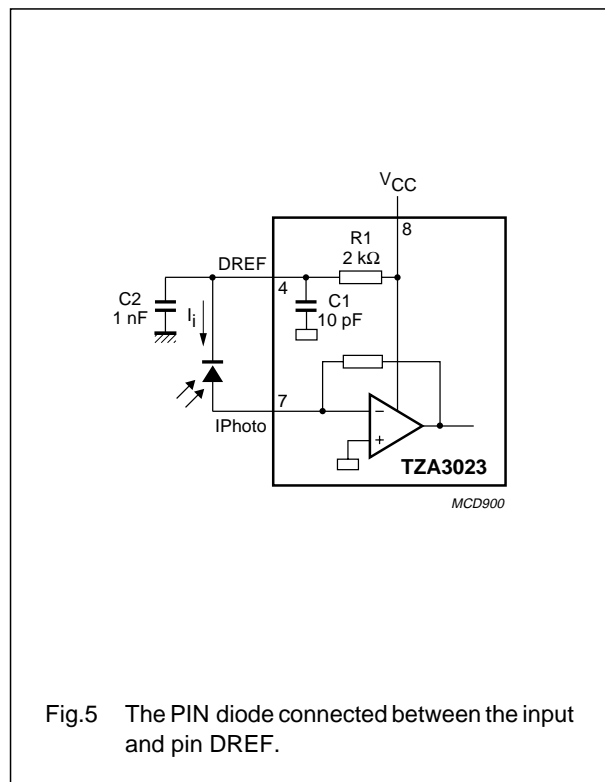 VCC
8
R1
2 kΩ
DREF
4
C1
10 pF
C2
1 nF
Ii
7
IPhoto
−
+
TZA3023
MCD900
Fig.5 The PIN diode connected between the input
and pin DREF.